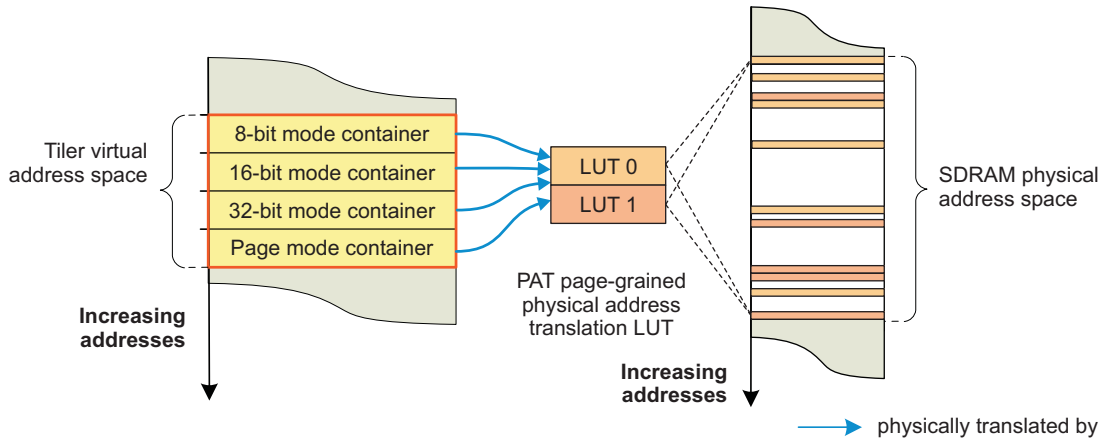 Tiler virtual
address space
8-bit mode container
16-bit mode container
32-bit mode container
Page mode container
Increasing
addresses
LUT 0
LUT 1
PAT page-grained
physical address
translation LUT
SDRAM physical
address space
Increasing
addresses
physically translated by